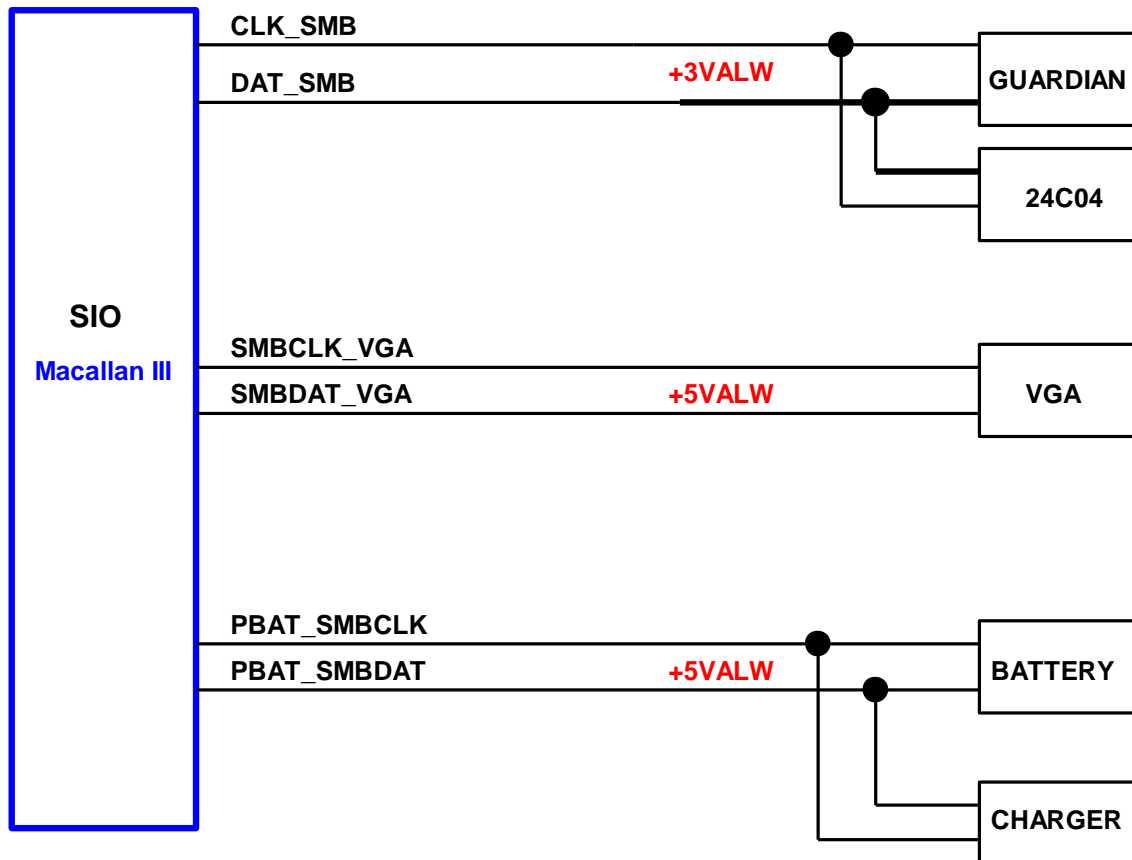 CLK_SMB
+3VALW
DAT_SMB
GUARDIAN
24C04
SIO
Macallan III
SMBCLK_VGA
SMBDAT_VGA
+5VALW
VGA
PBAT_SMBCLK
PBAT_SMBDAT
+5VALW
BATTERY
CHARGER